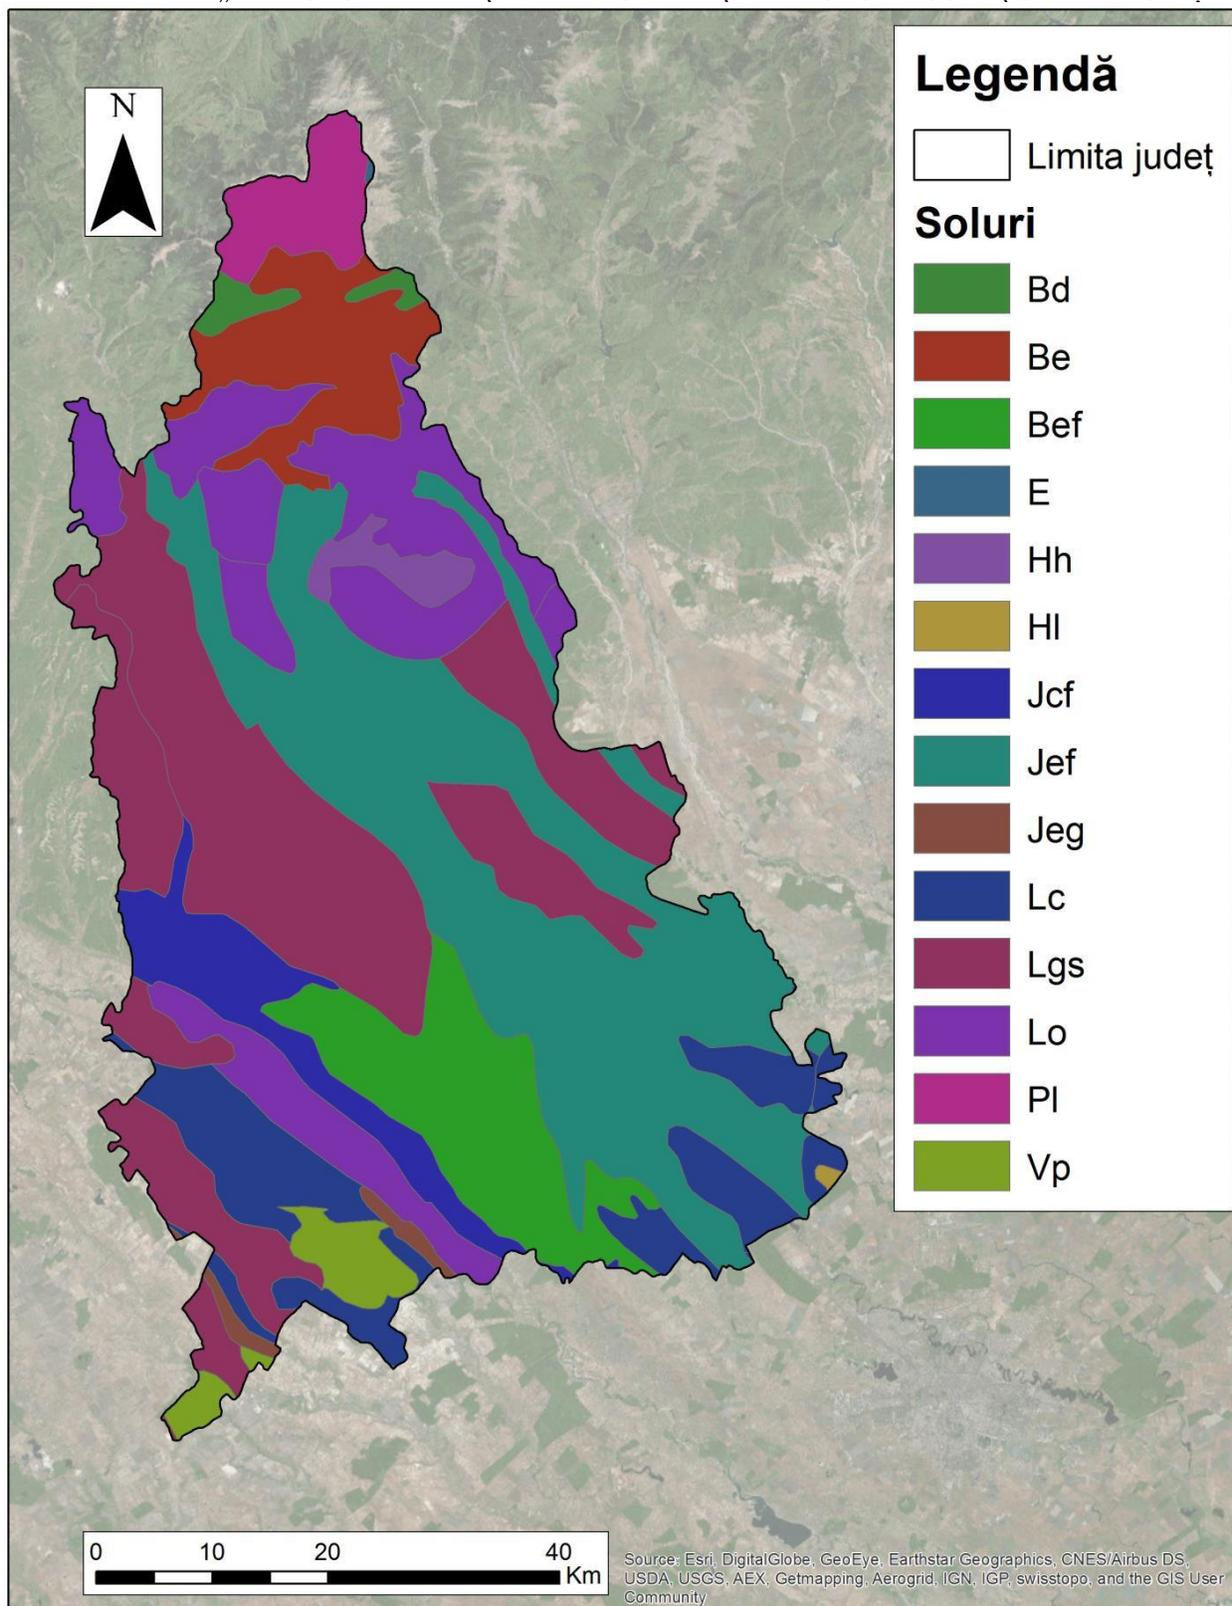 N
Legendă
Limita județ
Soluri
Bd
Be
Bef
E
Hh
Hl
Jcf
Jef
Jeg
Lc
Lgs
Lo
Pl
Vp
0 10 20 40
Km
Source: Esri, DigitalGlobe, GeoEye, Earthstar Geographics, CNES/Airbus DS,
USDA, USGS, AEX, Getmapping, Aerogrid, IGN, IGP, swisstopo, and the GIS User
Community